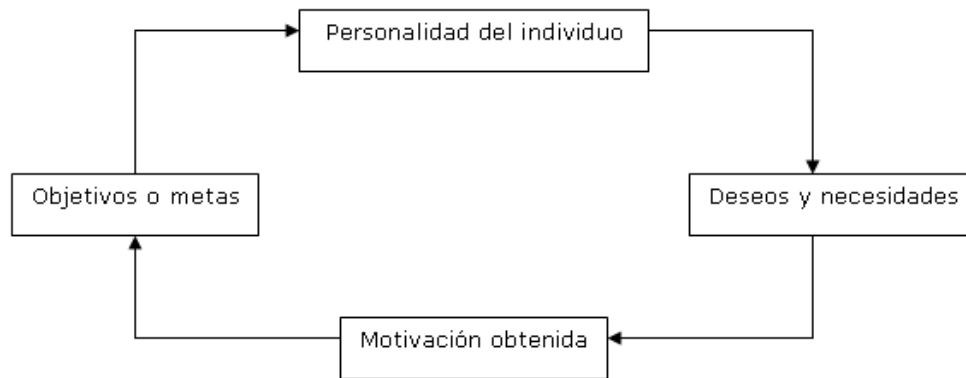 Personalidad del individuo
Objetivos o metas
Deseos y necesidades
Motivación obtenida